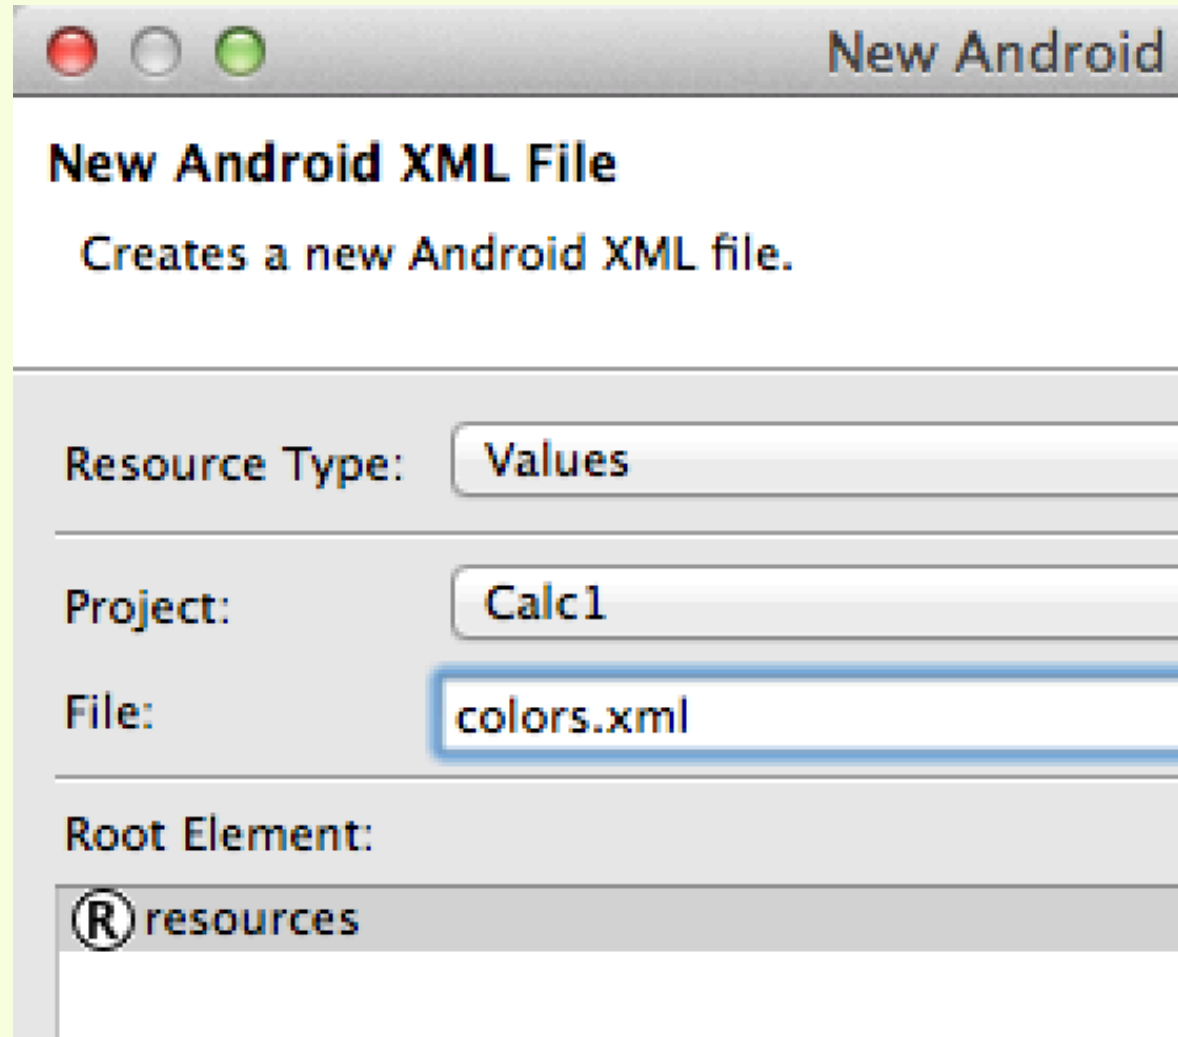 New Android
New Android XML File
Creates a new Android XML file.
Resource Type: Values
Project: Calc1
File: colors.xml
Root Element:
Ⓡ resources